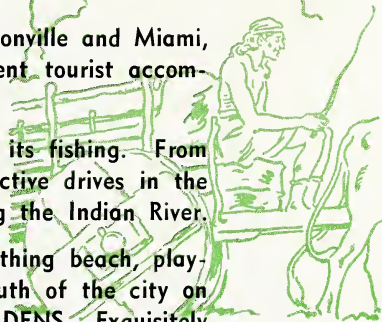 onville and Miami,
ent tourist accom-
its fishing. From
ctive drives in the
g the Indian River.
thing beach, play-
uth of the city on
DENS. Exquisitely